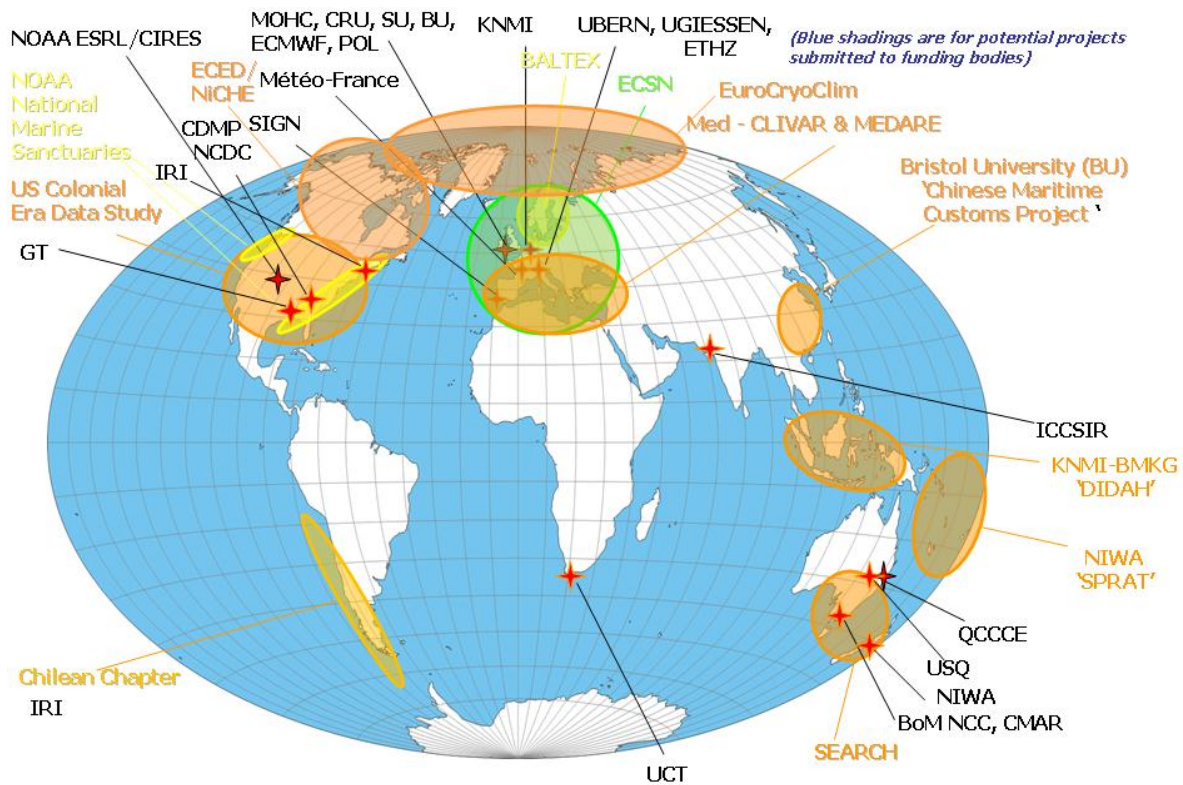 MOHC, CRU, SU, BU,
ECMWF, POL
KNMI
UBERN, UGIESSEN,
ETHZ
(Blue shadings are for potential projects
submitted to funding bodies)
NOAA ESRL/CIRES
BALTEX
ECED/
NiCHE
Météo-France
ECSN
EuroCryoClim
NOAA
National
Marine
Sanctuaries
CDMP
NCDC
SIGN
Med - CLIVAR & MEDARE
IRI
Bristol University (BU)
'Chinese Maritime
Customs Project'
US Colonial
Era Data Study
GT
ICCSIR
KNMI-BMKG
'DIDAH'
NIWA
'SPRAT'
QCCCE
USQ
Chilean Chapter
IRI
NIWA
BoM NCC, CMAR
SEARCH
UCT